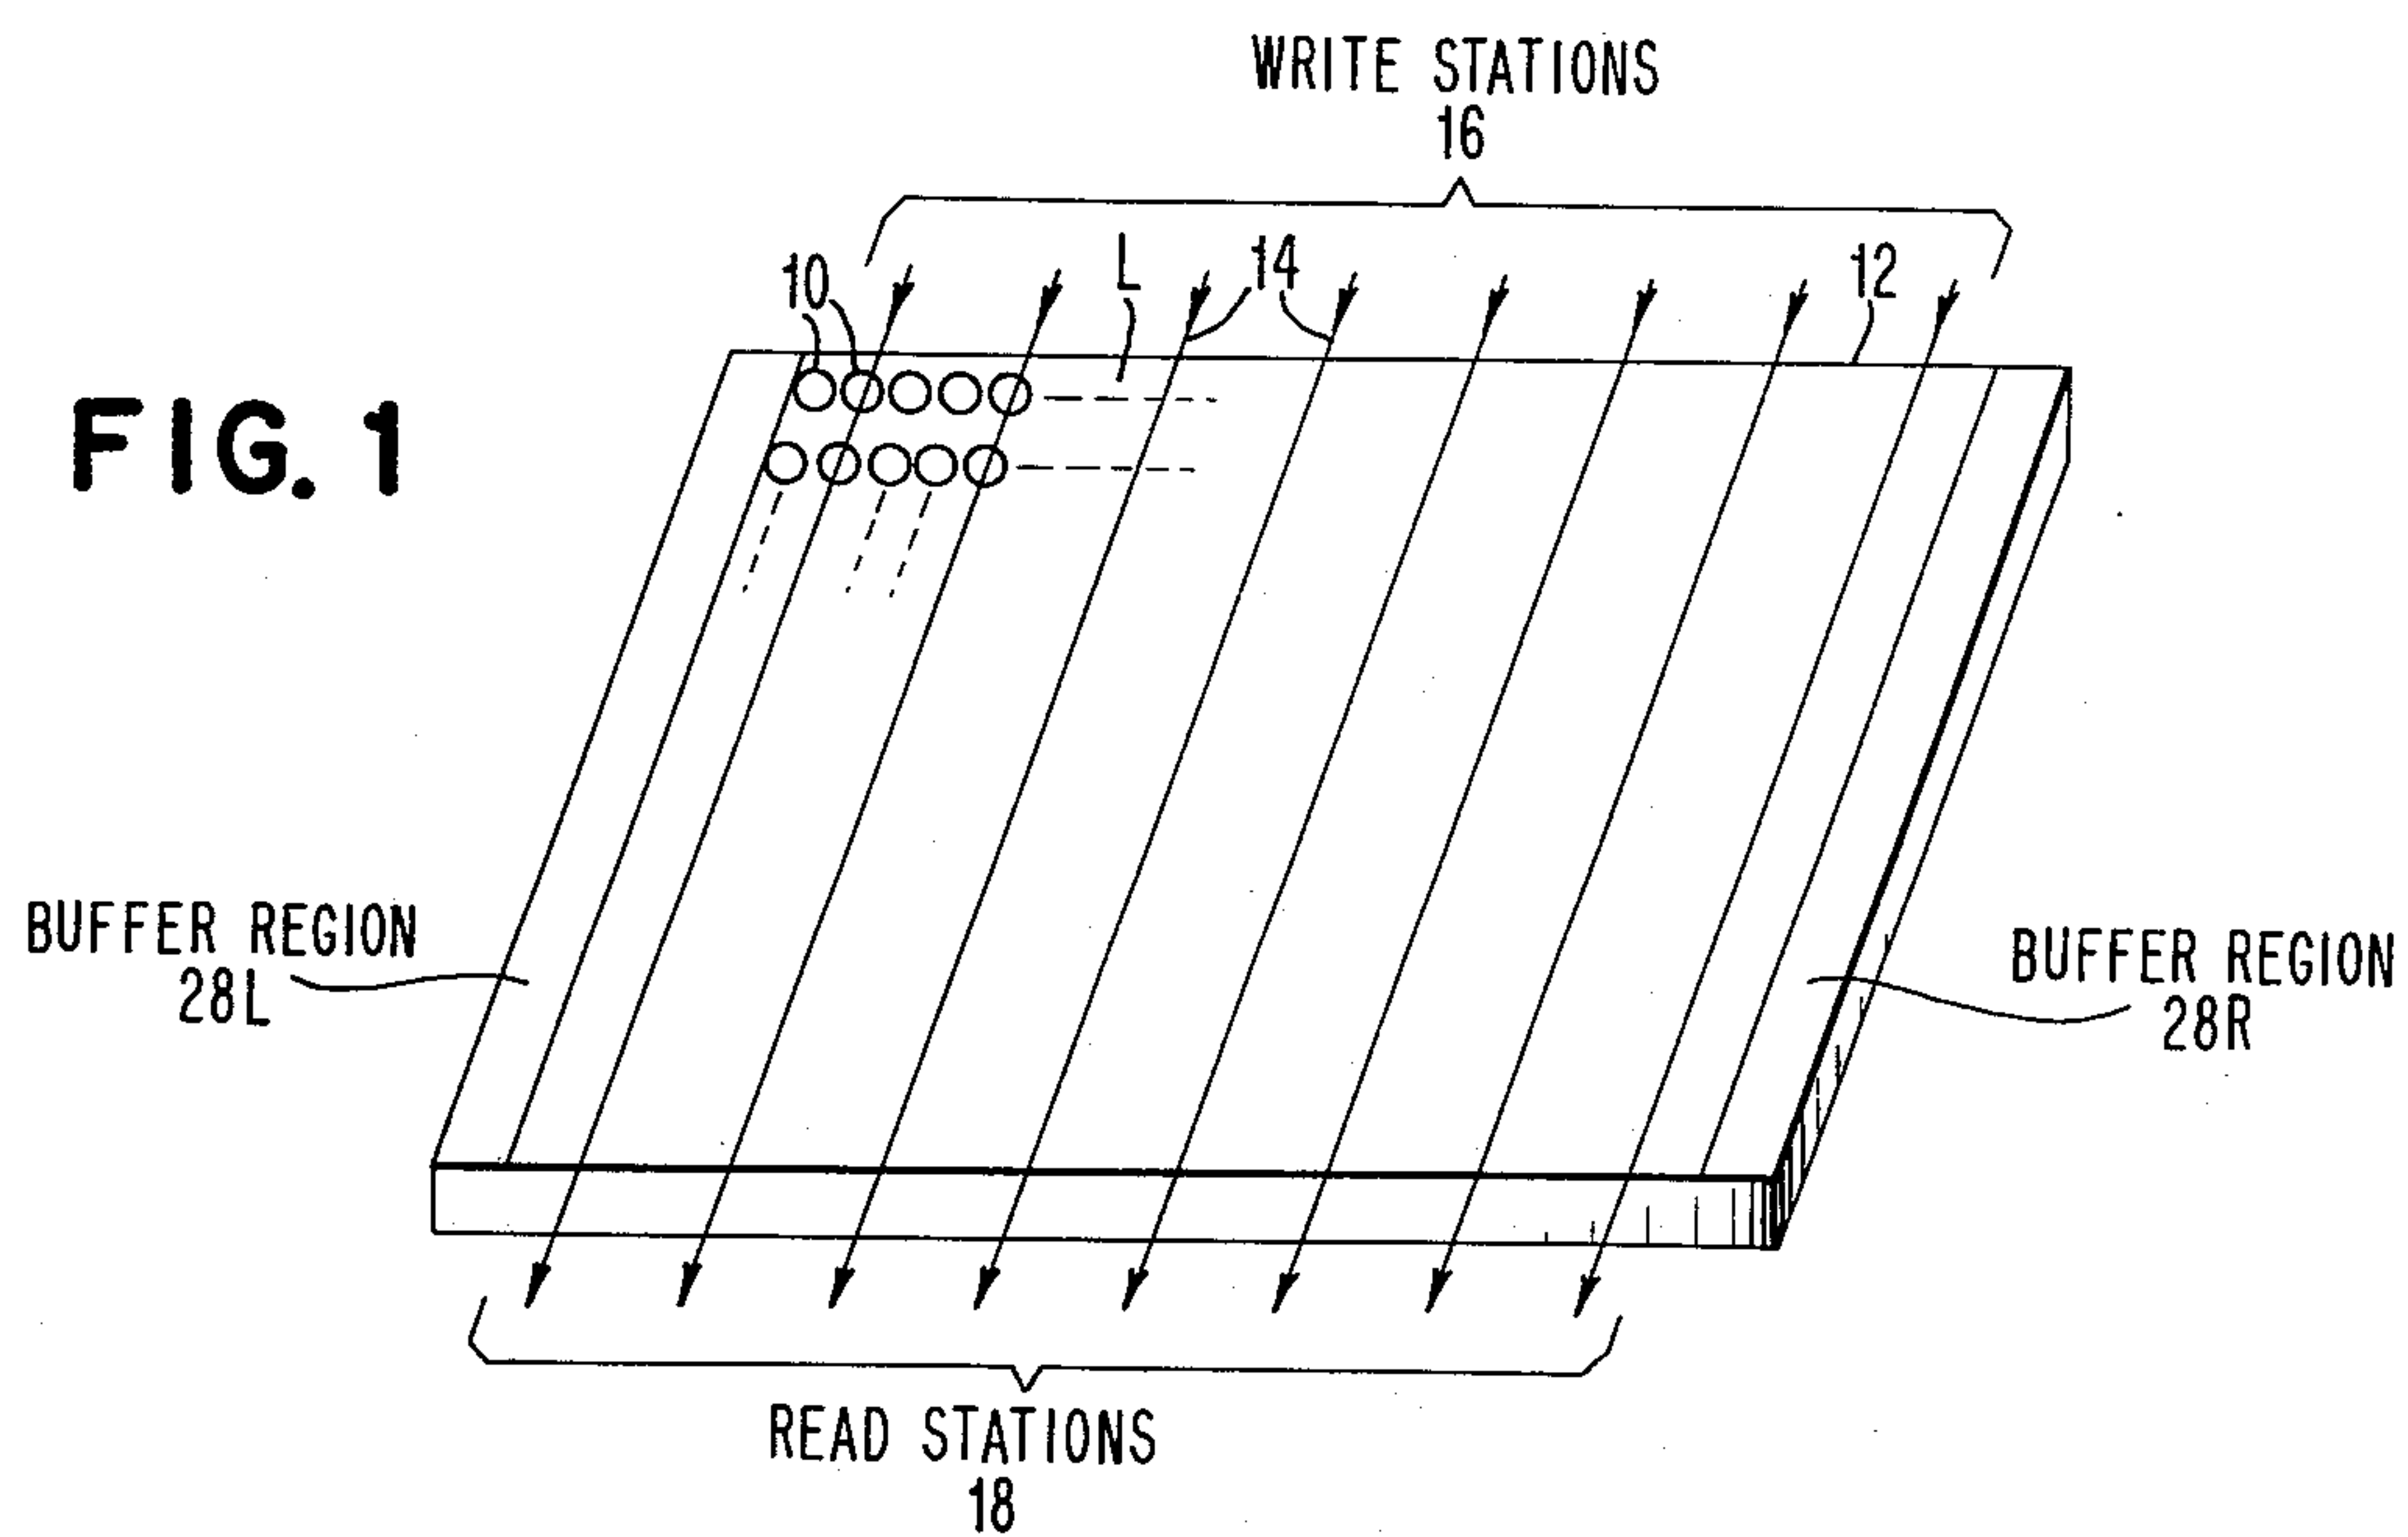 WRITE STATIONS
16
10
L
14
12
FIG. 1
BUFFER REGION
28L
BUFFER REGION
28R
READ STATIONS
18